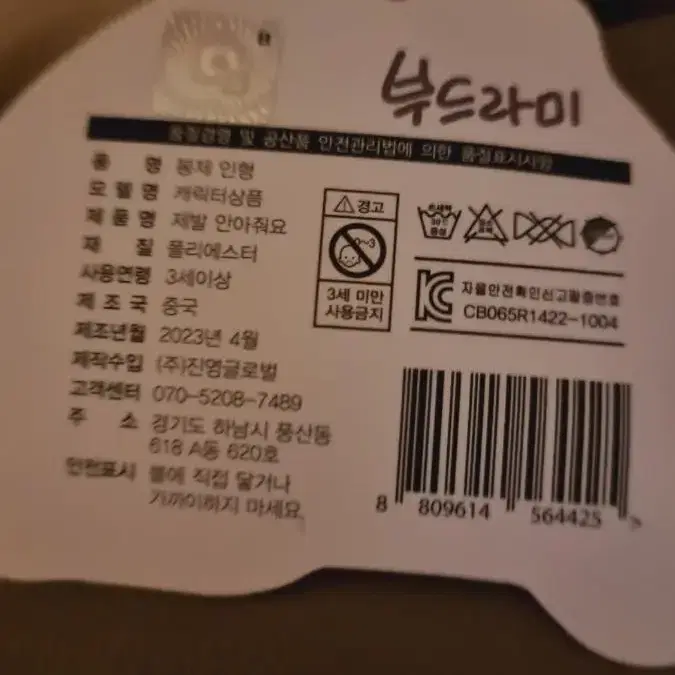 부드라미
품질경영 및 공산품 안전관리법에 의한 품질표시사항
품 명 봉제 인형
모델명 캐릭터상품
제품명 제발 안아줘요
재 질 폴리에스터
사용연령 3세이상
제조국 중국
제조년월 2023년 4월
제작수입 (주)진영글로벌
고객센터 070-5208-7489
주 소 경기도 하남시 풍산동
618 A동 620호
안전표시 불에 직접 닿거나
가까이하지 마세요.
경고
0~3
3세 미만
사용금지
자율안전확인신고필증번호
CB065R1422-1004
8 809614 564425